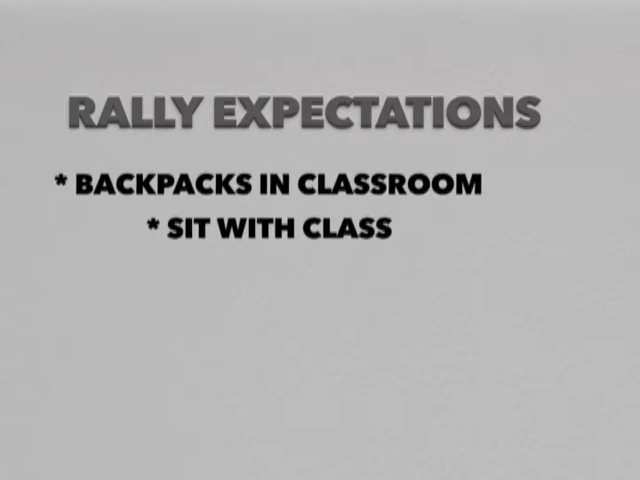 RALLY EXPECTATIONS
* BACKPACKS IN CLASSROOM
* SIT WITH CLASS